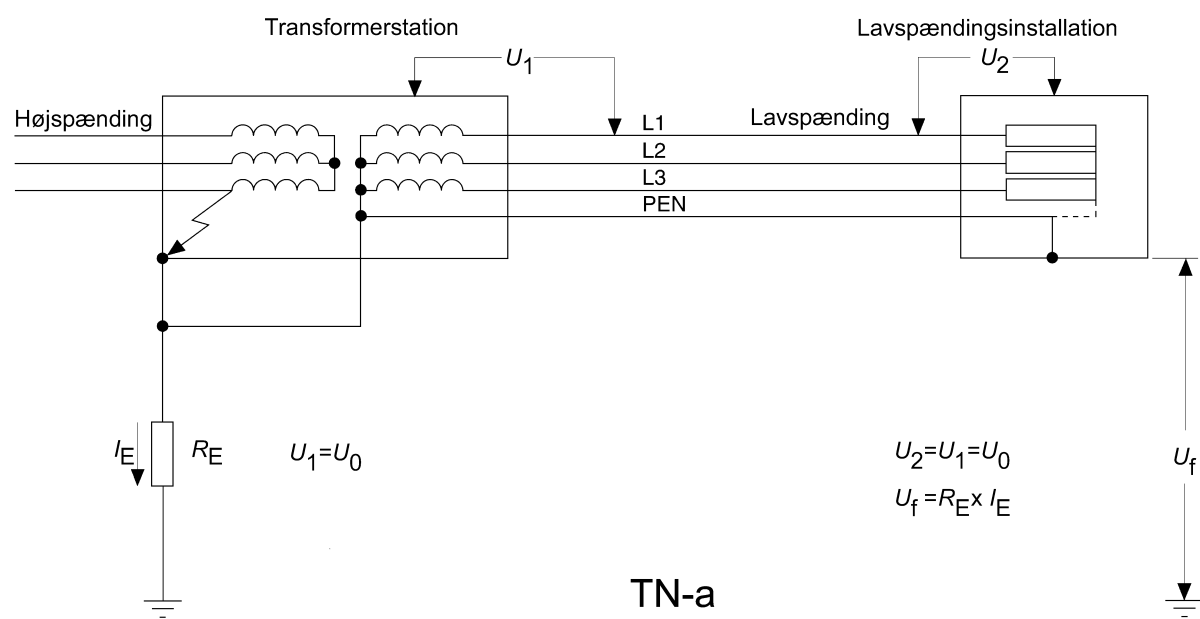 Transformerstation
Lavspændingsinstallation
U1
U2
Højspænding
L1
Lavspænding
L2
L3
PEN
IE
RE
U1=U0
U2=U1=U0
Uf
Uf =REx IE
TN-a